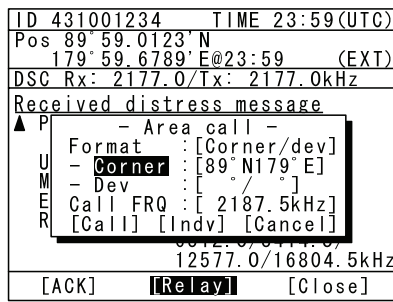 ID 431001234 TIME 23:59(UTC)
Pos 89°59.0123'N
179°59.6789'E@23:59 (EXT)
DSC Rx: 2177.0/Tx: 2177.0kHz
Received distress message
▲ P
– Area call –
Format :[Corner/dev]
U – Corner :[89°N179°E]
M – Dev :[ °/ °]
E Call FRQ :[ 2187.5kHz]
R [Call] [Indv] [Cancel]
12577.0/16804.5kHz
[ACK] [Relay] [Close]